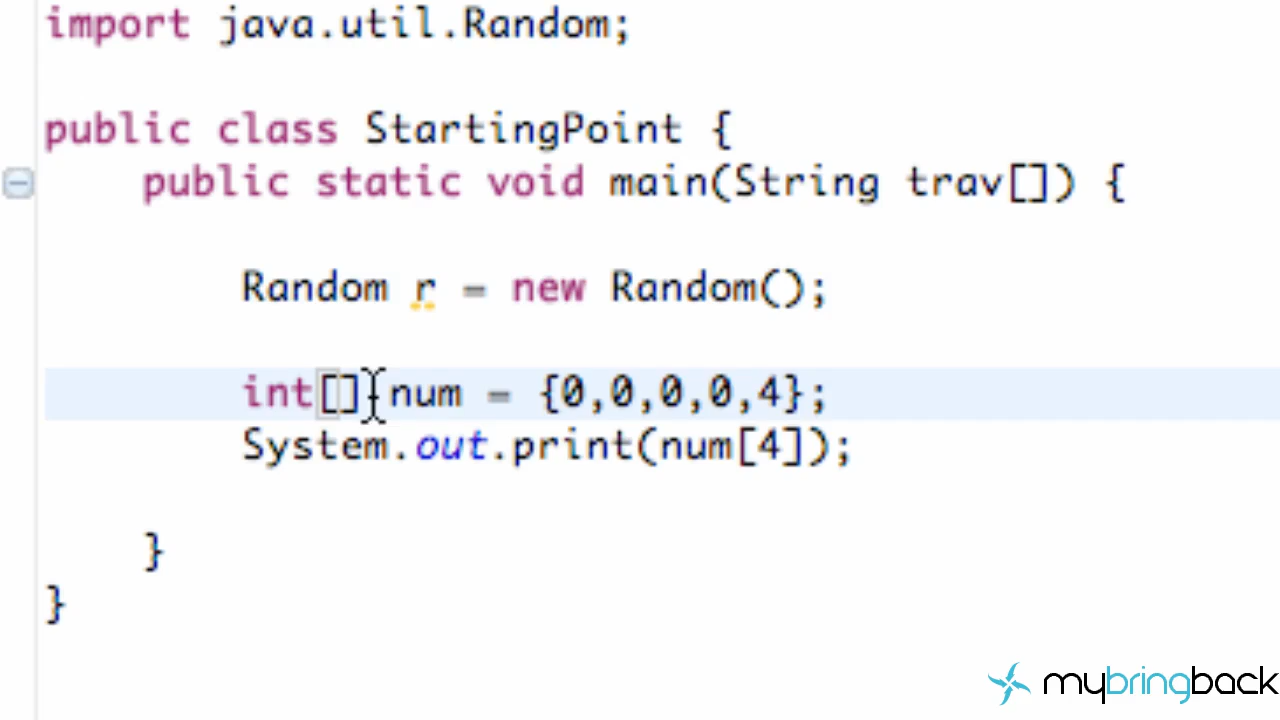 import java.util.Random;
public class StartingPoint {
public static void main(String trav[]) {
Random r = new Random();
int[] num = {0,0,0,0,4};
System.out.print(num[4]);
}
}
mybringback